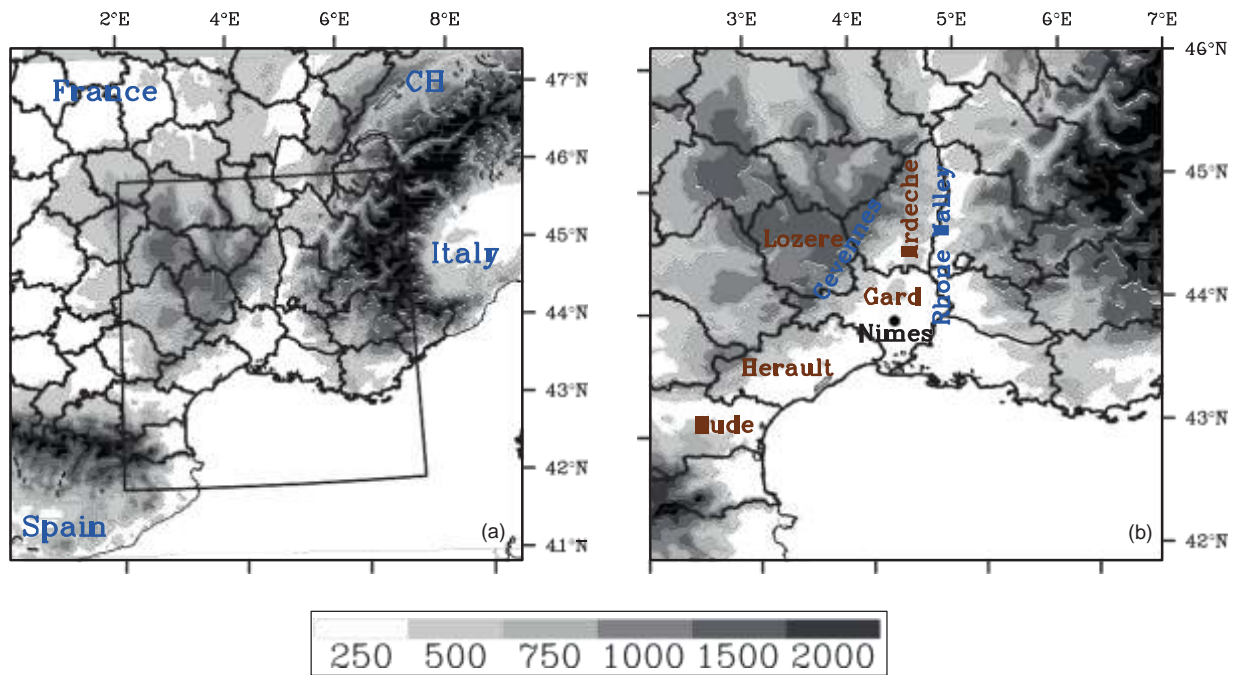 2°E 4°E 6°E 8°E
3°E 4°E 5°E 6°E 7°E
46°N
47°N
46°N
45°N
44°N
43°N
42°N
41°N
45°N
44°N
43°N
42°N
France
CH
Italy
Spain
(a)
Lozere
Cevennes
Ardeche
Rhone Valley
Gard
Nimes
Herault
Aude
(b)
250 500 750 1000 1500 2000